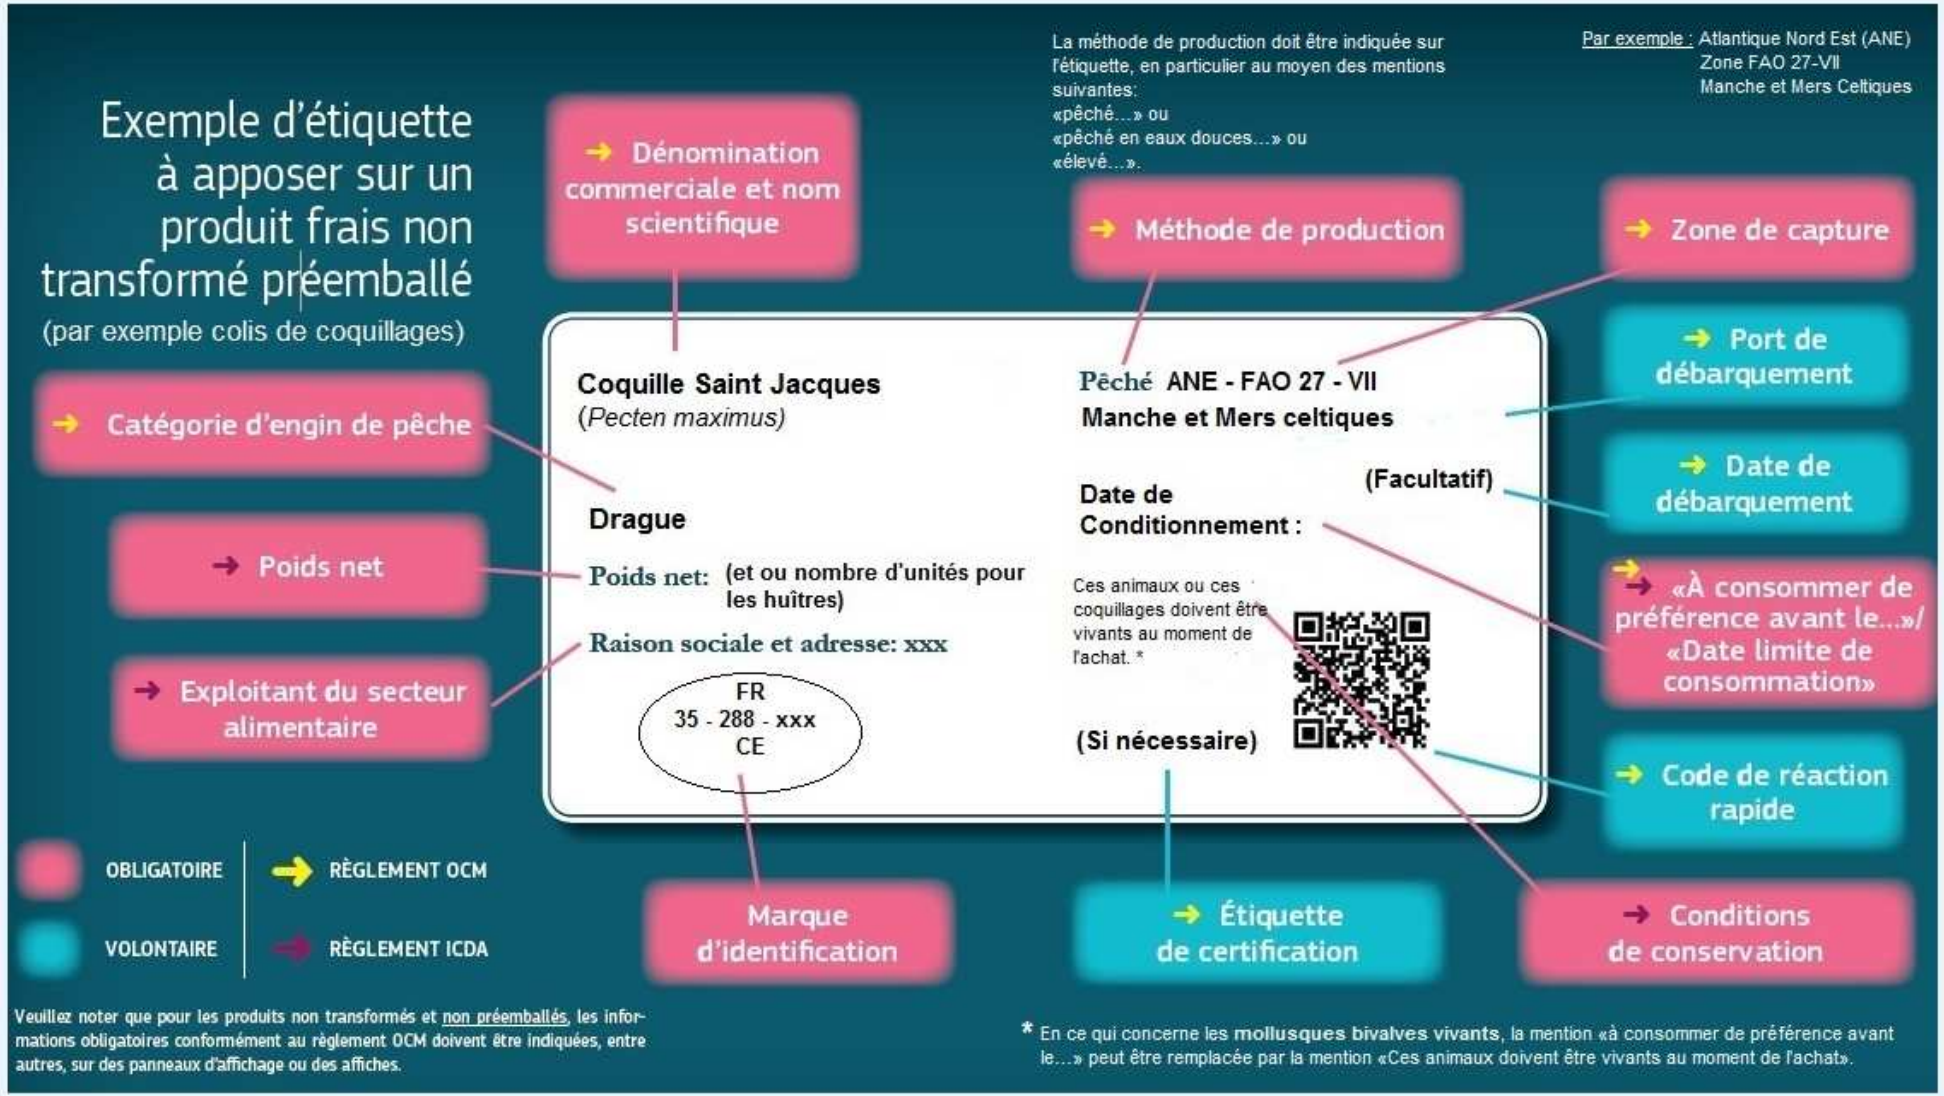 Exemple d'étiquette
à apposer sur un
produit frais non
transformé préemballé
(par exemple colis de coquillages)
La méthode de production doit être indiquée sur
l'étiquette, en particulier au moyen des mentions
suivantes:
«pêché...» ou
«pêché en eaux douces...» ou
«élevé...».
Par exemple : Atlantique Nord Est (ANE)
Zone FAO 27-VII
Manche et Mers Celtiques
➔ Dénomination
commerciale et nom
scientifique
➔ Méthode de production
➔ Zone de capture
➔ Port de
débarquement
➔ Date de
débarquement
➔ «À consommer de
préférence avant le...»/
«Date limite de
consommation»
➔ Code de réaction
rapide
➔ Catégorie d'engin de pêche
➔ Poids net
➔ Exploitant du secteur
alimentaire
Coquille Saint Jacques
(Pecten maximus)
Drague
Poids net: (et ou nombre d'unités pour
les huîtres)
Raison sociale et adresse: xxx
FR
35 - 288 - xxx
CE
Pêché ANE - FAO 27 - VII
Manche et Mers celtiques
(Facultatif)
Date de
Conditionnement :
Ces animaux ou ces
coquillages doivent être
vivants au moment de
l'achat. *
(Si nécessaire)
Marque
d'identification
➔ Étiquette
de certification
➔ Conditions
de conservation
OBLIGATOIRE
➔ RÈGLEMENT OCM
VOLONTAIRE
➔ RÈGLEMENT ICDA
Veuillez noter que pour les produits non transformés et non préemballés, les infor-
mations obligatoires conformément au règlement OCM doivent être indiquées, entre
autres, sur des panneaux d'affichage ou des affiches.
* En ce qui concerne les mollusques bivalves vivants, la mention «à consommer de préférence avant
le...» peut être remplacée par la mention «Ces animaux doivent être vivants au moment de l'achat».